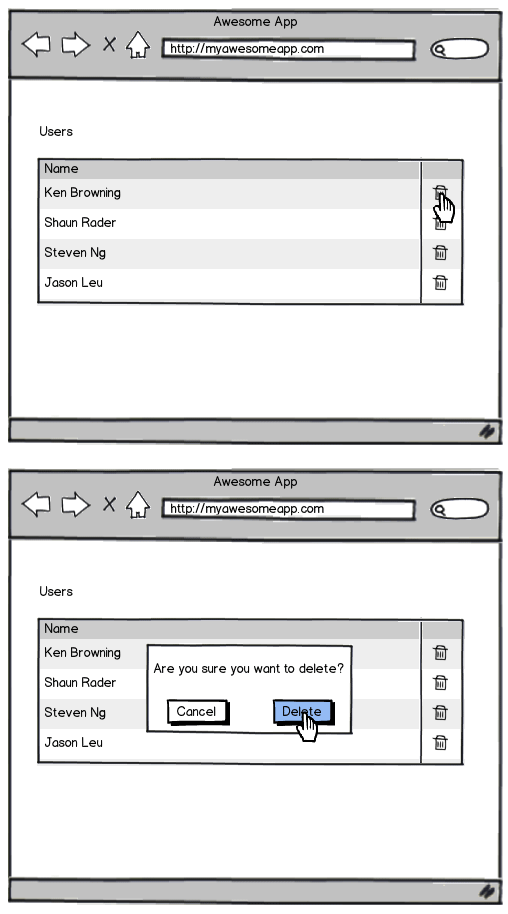 Awesome App
http://myawesomeapp.com
Users
Name
Ken Browning
Shaun Rader
Steven Ng
Jason Leu
Awesome App
http://myawesomeapp.com
Users
Name
Ken Browning
Are you sure you want to delete?
Shaun Rader
Steven Ng
Cancel
Delete
Jason Leu